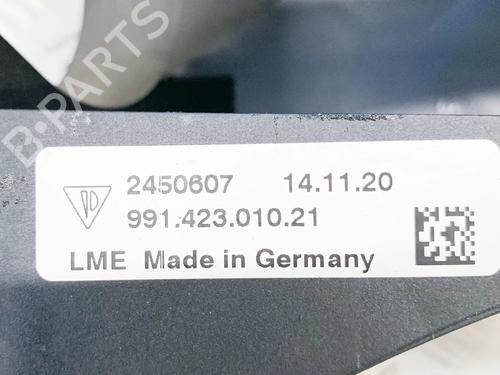 B-PARTS
2450607 14.11.20
991.423.010.21
LME Made in Germany